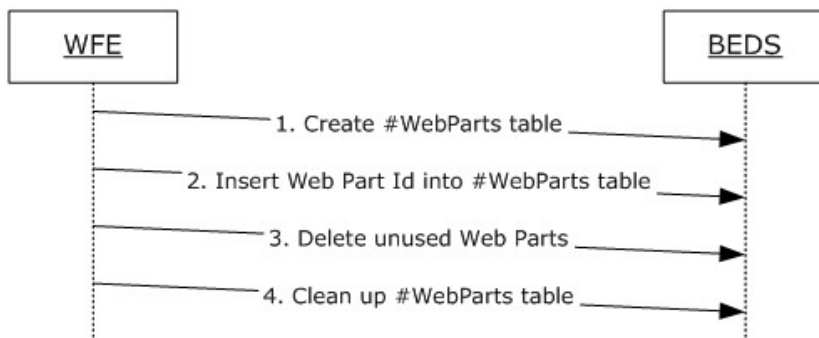 WFE
BEDS
1. Create #WebParts table
2. Insert Web Part Id into #WebParts table
3. Delete unused Web Parts
4. Clean up #WebParts table